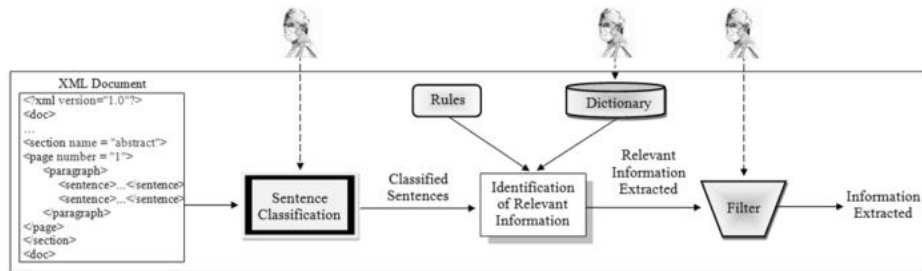 XML Document
<?xml version="1.0"?>
<doc>
...
<section name = "abstract">
<page number = "1">
<paragraph>
<sentence>...</sentence>
<sentence>...</sentence>
</paragraph>
</page>
</section>
<doc>
Sentence
Classification
Classified
Sentences
Rules
Dictionary
Identification
of Relevant
Information
Relevant
Information
Extracted
Filter
Information
Extracted